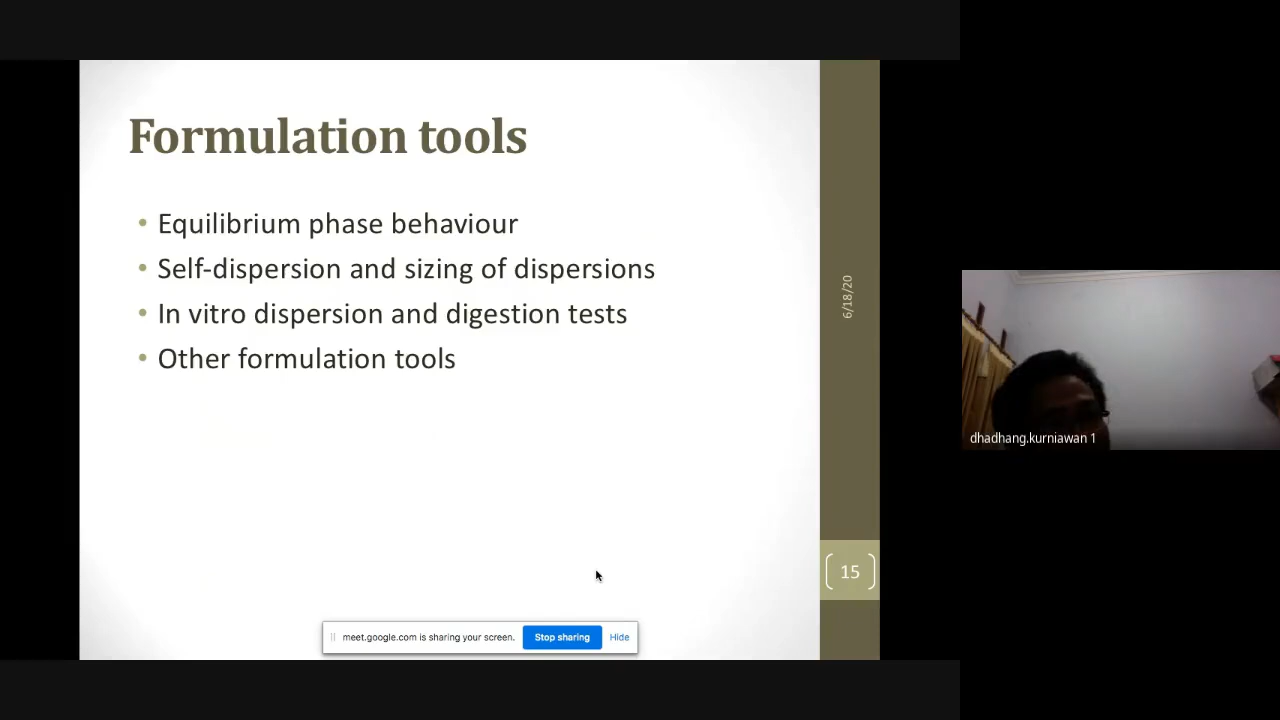 Formulation tools
• Equilibrium phase behaviour
• Self-dispersion and sizing of dispersions
• In vitro dispersion and digestion tests
• Other formulation tools
6/18/20
15
meet.google.com is sharing your screen. Stop sharing Hide
dhadhang.kurniawan 1